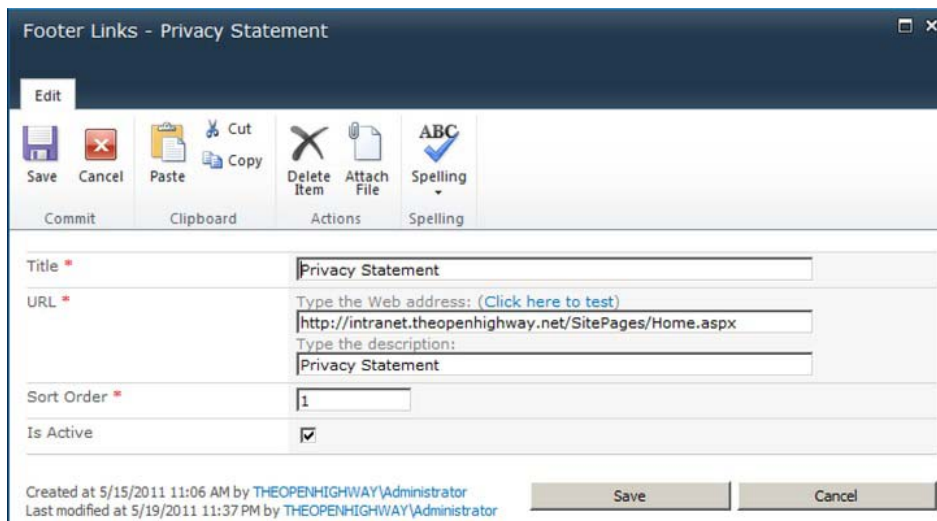 Footer Links - Privacy Statement
Edit
Save
Cancel
Paste
Cut
Copy
Delete Item
Attach File
ABC
Spelling
Commit
Clipboard
Actions
Spelling
Title *
Privacy Statement
URL *
Type the Web address: (Click here to test)
http://intranet.theopenhighway.net/SitePages/Home.aspx
Type the description:
Privacy Statement
Sort Order *
1
Is Active
Created at 5/15/2011 11:06 AM by THEOPENHIGHWAY\Administrator
Last modified at 5/19/2011 11:37 PM by THEOPENHIGHWAY\Administrator
Save
Cancel